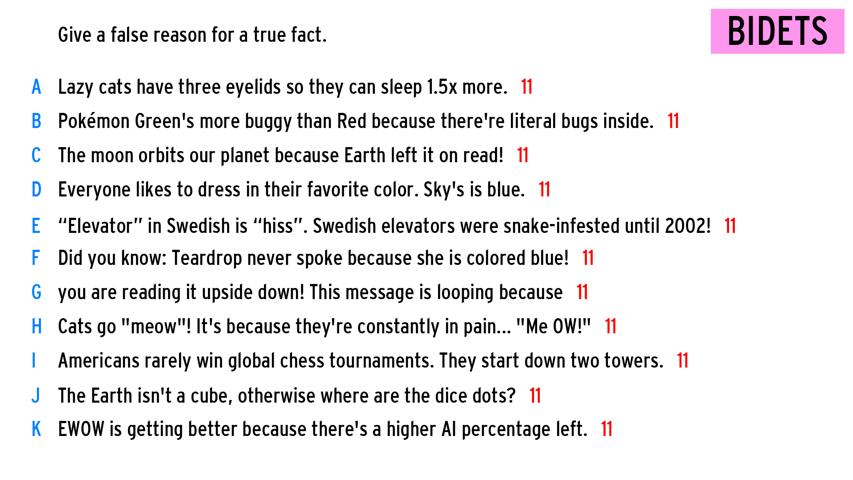 Give a false reason for a true fact.
BIDETS
A Lazy cats have three eyelids so they can sleep 1.5x more. 11
B Pokémon Green's more buggy than Red because there're literal bugs inside. 11
C The moon orbits our planet because Earth left it on read! 11
D Everyone likes to dress in their favorite color. Sky's is blue. 11
E “Elevator” in Swedish is “hiss”. Swedish elevators were snake-infested until 2002! 11
F Did you know: Teardrop never spoke because she is colored blue! 11
G you are reading it upside down! This message is looping because 11
H Cats go "meow"! It's because they're constantly in pain... "Me OW!" 11
I Americans rarely win global chess tournaments. They start down two towers. 11
J The Earth isn't a cube, otherwise where are the dice dots? 11
K EWOW is getting better because there's a higher AI percentage left. 11